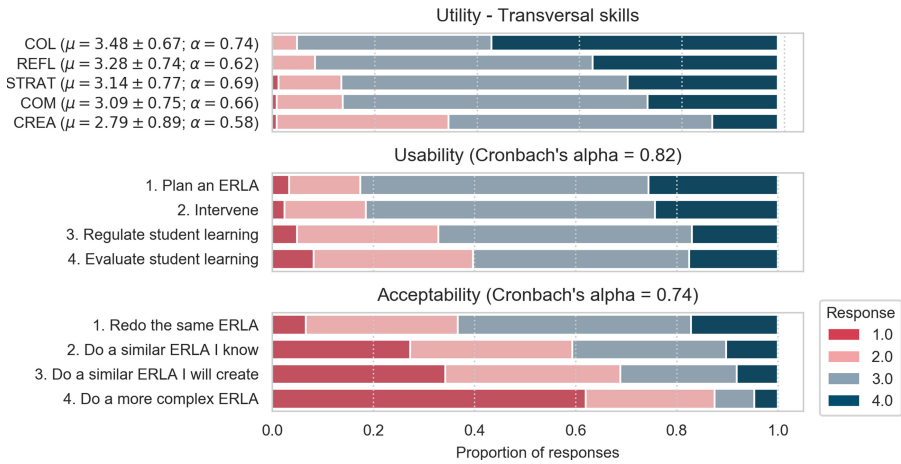 Utility - Transversal skills
COL (μ = 3.48 ± 0.67; α = 0.74)
REFL (μ = 3.28 ± 0.74; α = 0.62)
STRAT (μ = 3.14 ± 0.77; α = 0.69)
COM (μ = 3.09 ± 0.75; α = 0.66)
CREA (μ = 2.79 ± 0.89; α = 0.58)
Usability (Cronbach's alpha = 0.82)
1. Plan an ERLA
2. Intervene
3. Regulate student learning
4. Evaluate student learning
Acceptability (Cronbach's alpha = 0.74)
1. Redo the same ERLA
2. Do a similar ERLA I know
3. Do a similar ERLA I will create
4. Do a more complex ERLA
0.0 0.2 0.4 0.6 0.8 1.0
Proportion of responses
Response
1.0
2.0
3.0
4.0